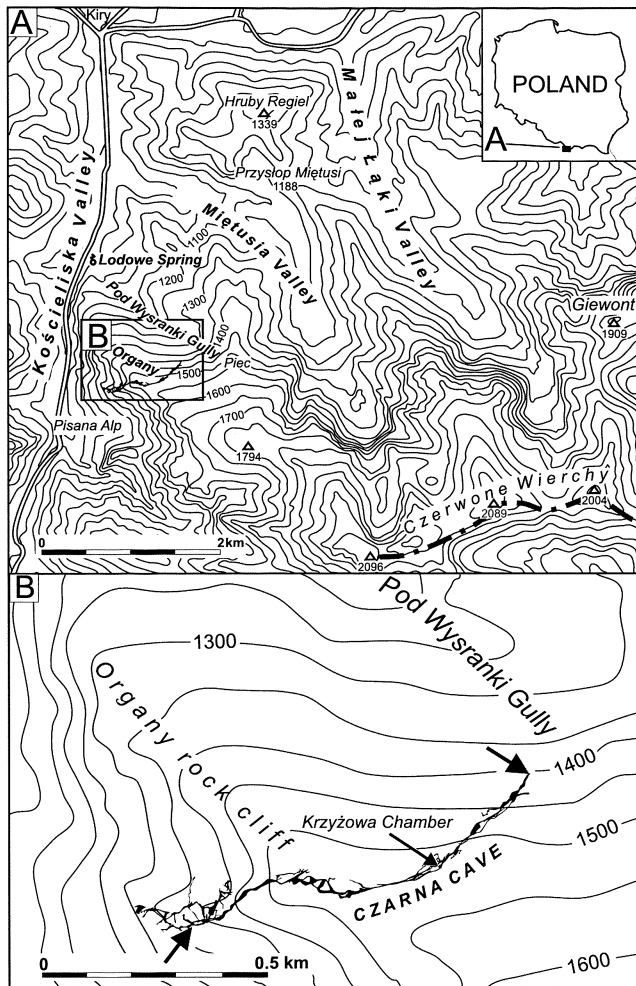 A
Kiry
POLAND
A
Hruby Regiel
1339
Małej Łąki Valley
Przysłop Miętusi
1188
Kościeliska Valley
Miętusia Valley
1100
Lodowe Spring
1200
1300
Pod Wysranki Gully
1400
Giewont
1909
B
Organy
1500
Piec
1600
1700
Pisana Alp
1794
Czerwone Wierchy
2004
2089
2096
0
2km
B
Pod Wysranki Gully
1300
Organy rock cliff
1400
Krzyżowa Chamber
1500
CZARNA CAVE
1600
0
0.5 km